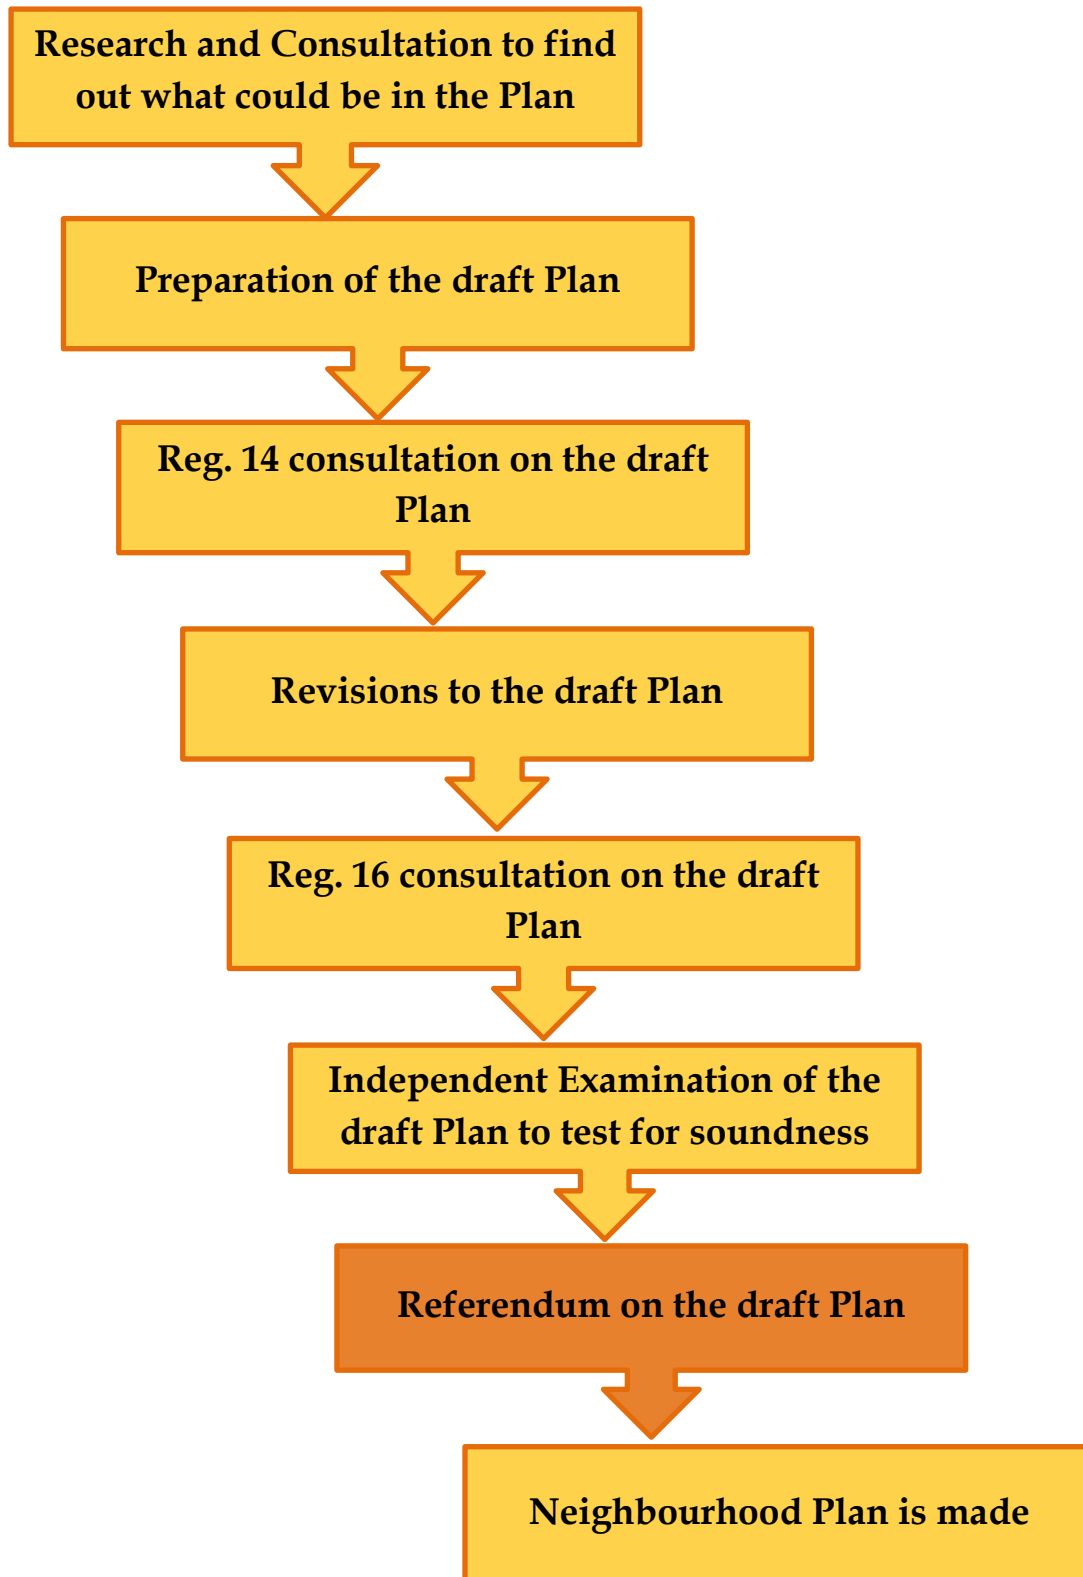 Research and Consultation to find
out what could be in the Plan
Preparation of the draft Plan
Reg. 14 consultation on the draft
Plan
Revisions to the draft Plan
Reg. 16 consultation on the draft
Plan
Independent Examination of the
draft Plan to test for soundness
Referendum on the draft Plan
Neighbourhood Plan is made